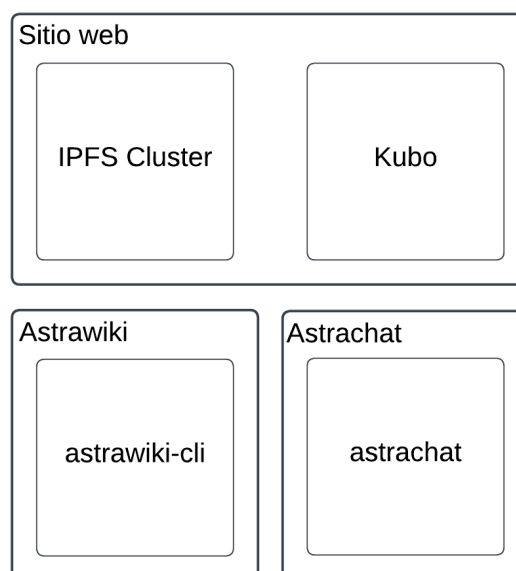 Sitio web
IPFS Cluster
Kubo
Astrawiki
Astrachat
astrawiki-cli
astrachat